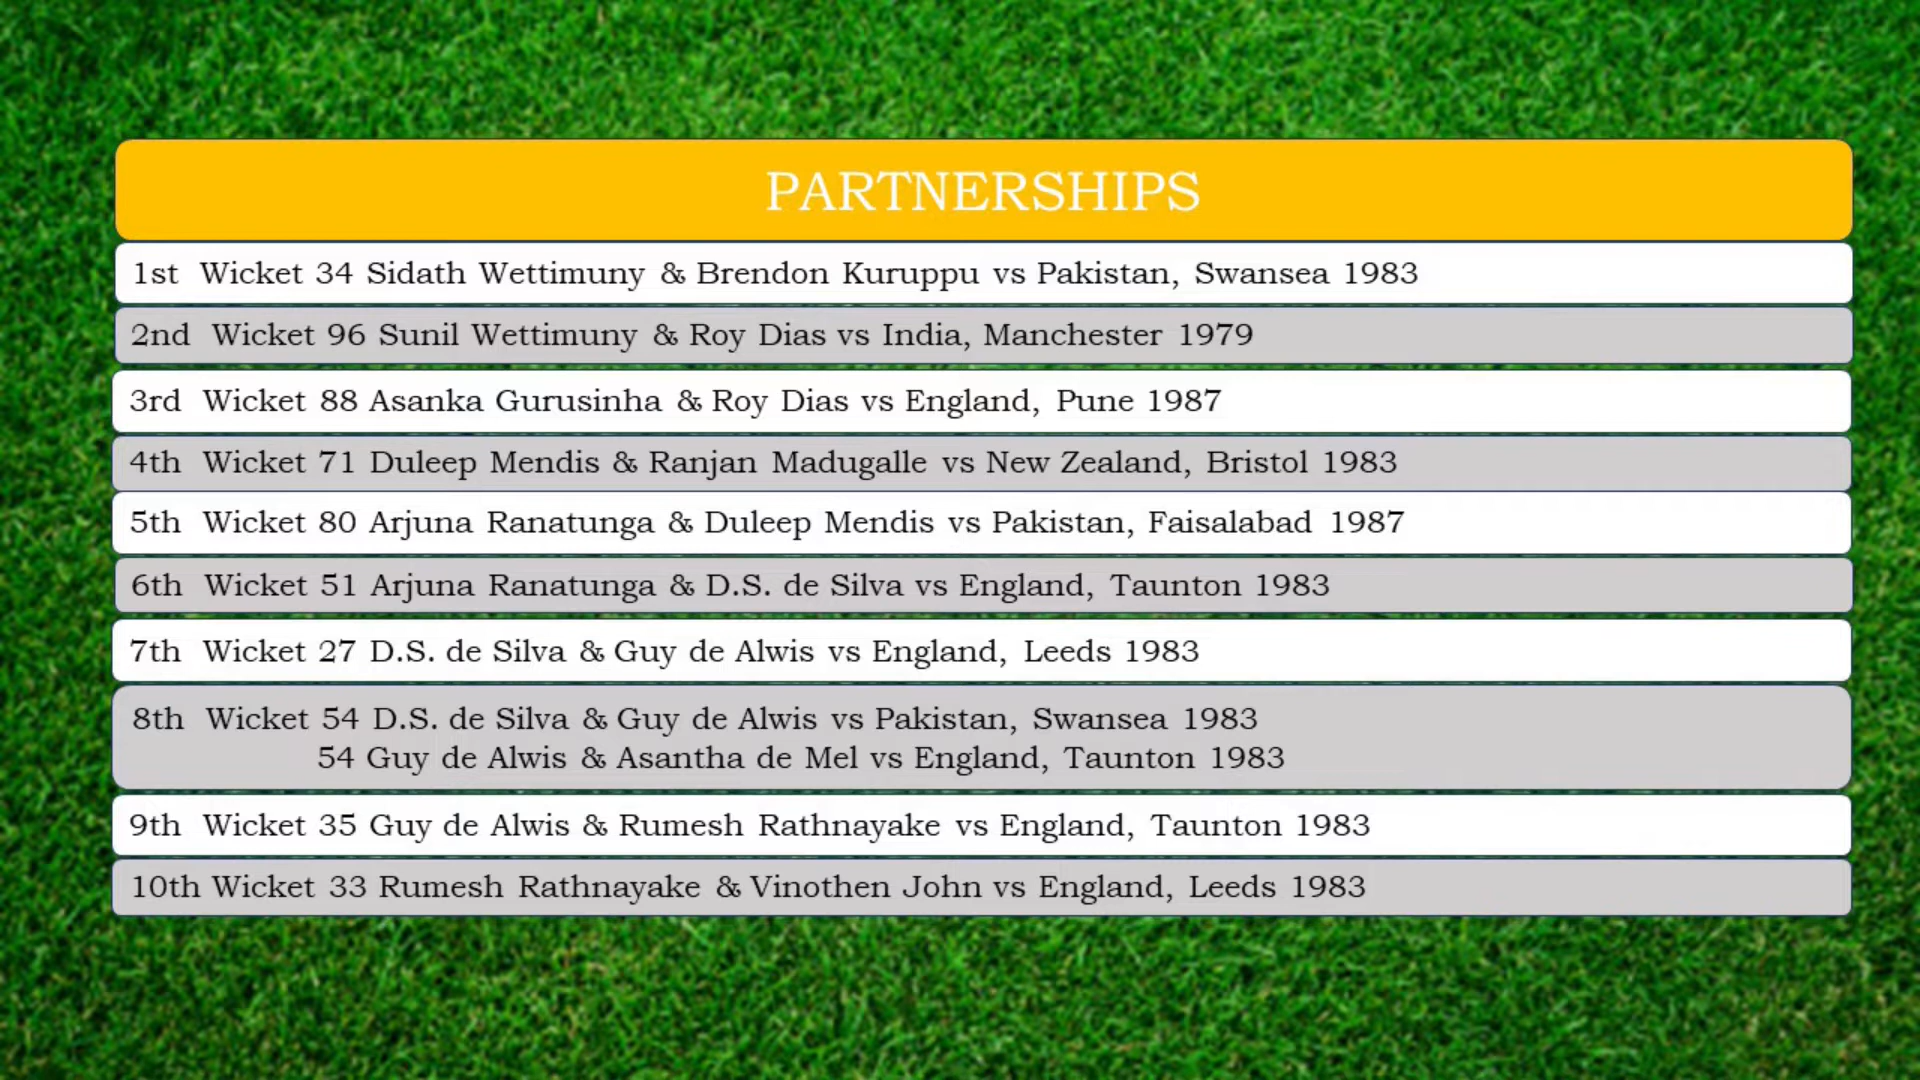 PARTNERSHIPS
1st Wicket 34 Sidath Wettimuny & Brendon Kuruppu vs Pakistan, Swansea 1983
2nd Wicket 96 Sunil Wettimuny & Roy Dias vs India, Manchester 1979
3rd Wicket 88 Asanka Gurusinha & Roy Dias vs England, Pune 1987
4th Wicket 71 Duleep Mendis & Ranjan Madugalle vs New Zealand, Bristol 1983
5th Wicket 80 Arjuna Ranatunga & Duleep Mendis vs Pakistan, Faisalabad 1987
6th Wicket 51 Arjuna Ranatunga & D.S. de Silva vs England, Taunton 1983
7th Wicket 27 D.S. de Silva & Guy de Alwis vs England, Leeds 1983
8th Wicket 54 D.S. de Silva & Guy de Alwis vs Pakistan, Swansea 1983
54 Guy de Alwis & Asantha de Mel vs England, Taunton 1983
9th Wicket 35 Guy de Alwis & Rumesh Rathnayake vs England, Taunton 1983
10th Wicket 33 Rumesh Rathnayake & Vinothen John vs England, Leeds 1983